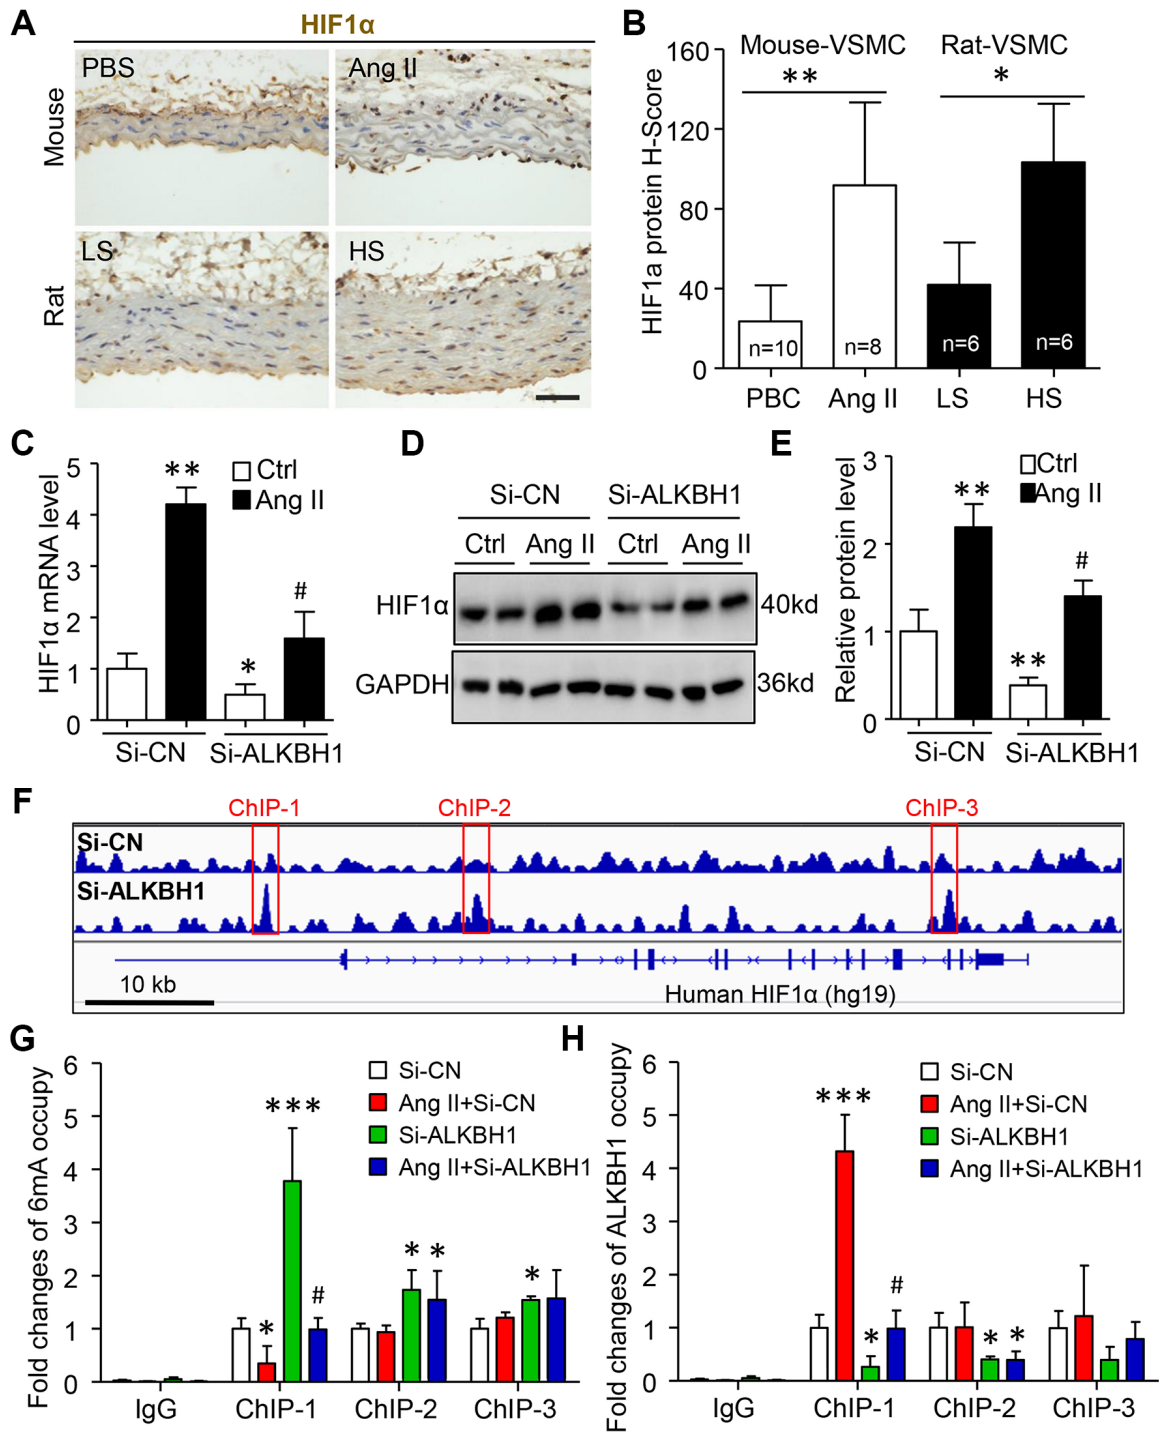 A
HIF1α
PBS
Ang II
Mouse
LS
HS
Rat
B
HIF1a protein H-Score
160
120
80
40
0
Mouse-VSMC
Rat-VSMC
**
*
n=10
n=8
n=6
n=6
PBC
Ang II
LS
HS
C
HIF1α mRNA level
5
4
3
2
1
0
Ctrl
Ang II
**
*
#
Si-CN
Si-ALKBH1
D
Si-CN
Si-ALKBH1
Ctrl
Ang II
Ctrl
Ang II
HIF1α
40kd
GAPDH
36kd
E
Relative protein level
3
2
1
0
Ctrl
Ang II
**
**
#
Si-CN
Si-ALKBH1
F
ChIP-1
ChIP-2
ChIP-3
Si-CN
Si-ALKBH1
10 kb
Human HIF1α (hg19)
G
Fold changes of 6mA occupy
6
5
4
3
2
1
0
Si-CN
Ang II+Si-CN
Si-ALKBH1
Ang II+Si-ALKBH1
*
***
#
*
*
*
IgG
ChIP-1
ChIP-2
ChIP-3
H
Fold changes of ALKBH1 occupy
6
5
4
3
2
1
0
Si-CN
Ang II+Si-CN
Si-ALKBH1
Ang II+Si-ALKBH1
***
*
#
*
*
IgG
ChIP-1
ChIP-2
ChIP-3